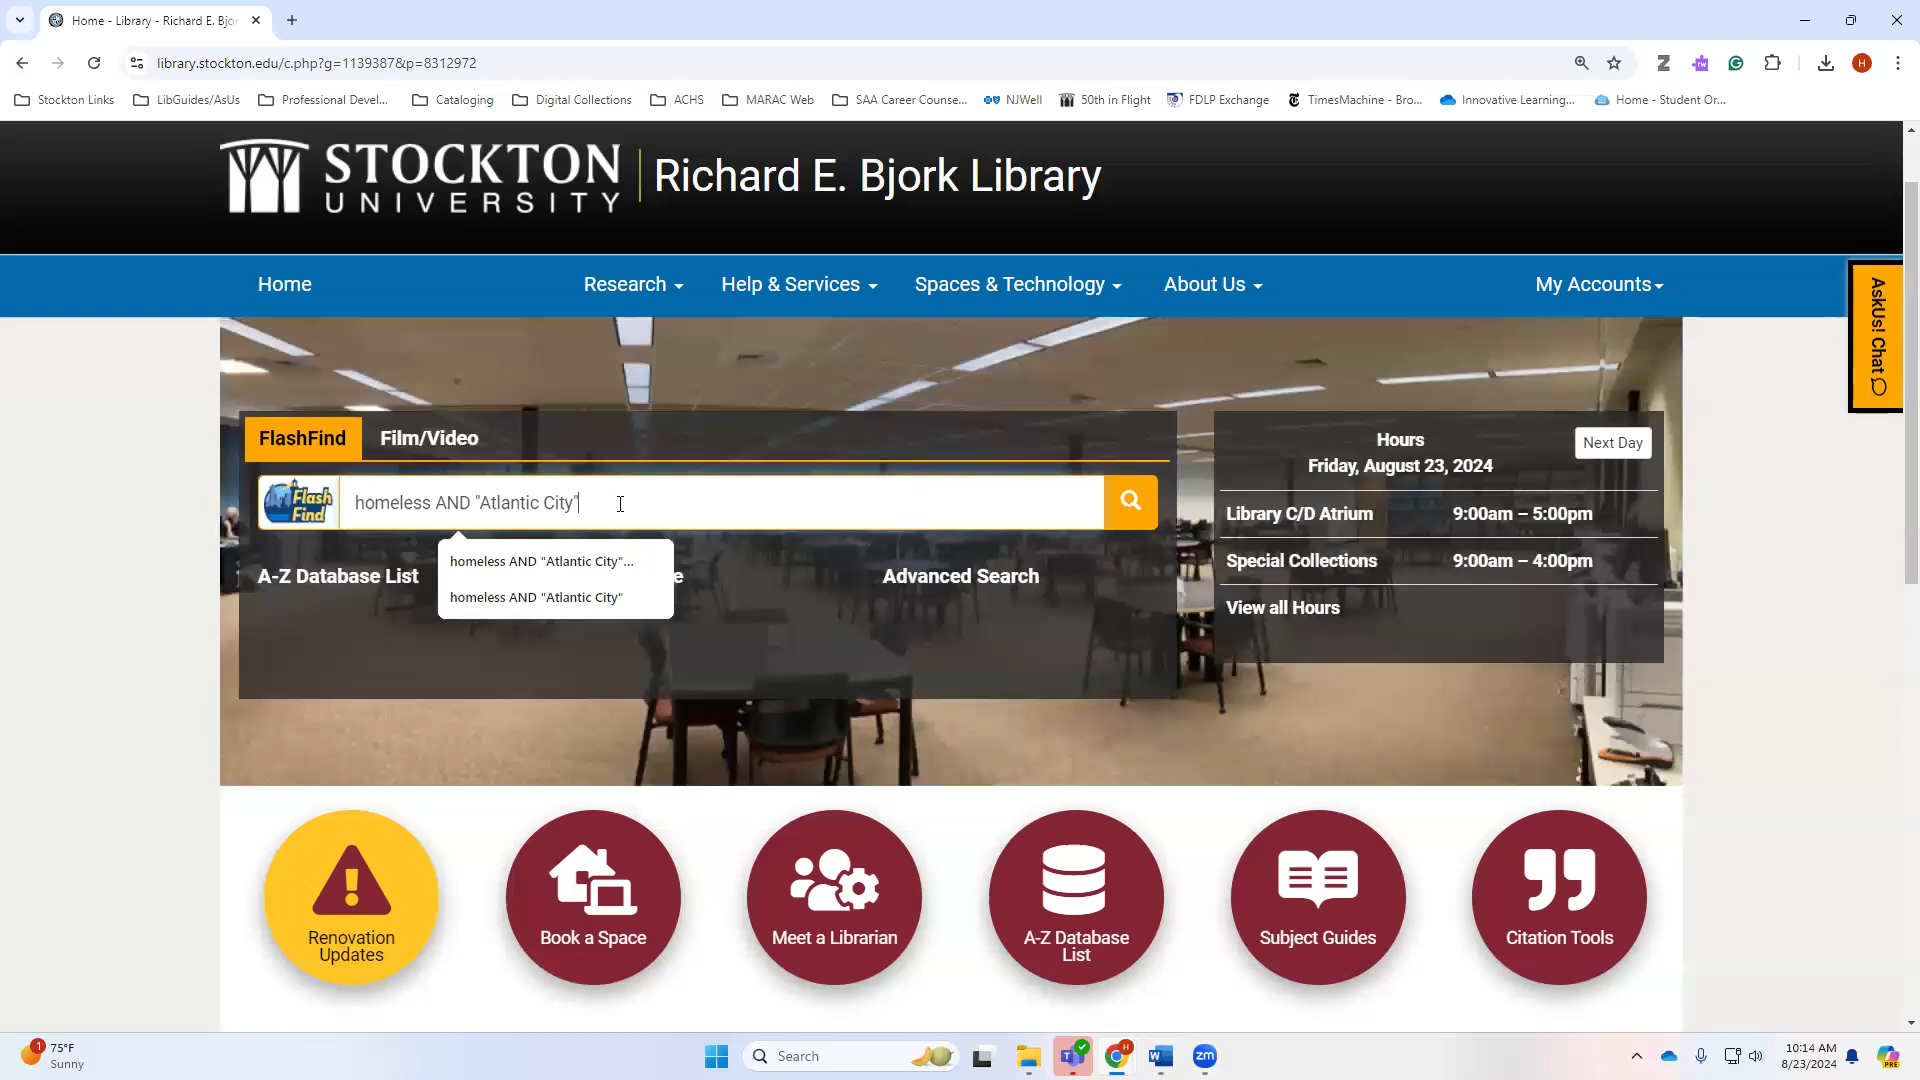 Home - Library - Richard E. Bjor
library.stockton.edu/c.php?g=1139387&p=8312972
H
Stockton Links
LibGuides/AsUs
Professional Devel...
Cataloging
Digital Collections
ACHS
MARAC Web
SAA Career Counse...
NJWell
50th in Flight
FDLP Exchange
TimesMachine - Bro...
Innovative Learning...
Home - Student Or...
STOCKTON
UNIVERSITY
Richard E. Bjork Library
Home
Research
Help & Services
Spaces & Technology
About Us
My Accounts
AskUs! Chat
FlashFind
Film/Video
Flash
Find
homeless AND "Atlantic City"
homeless AND "Atlantic City"...
homeless AND "Atlantic City"
A-Z Database List
Advanced Search
Hours
Friday, August 23, 2024
Next Day
Library C/D Atrium
9:00am – 5:00pm
Special Collections
9:00am – 4:00pm
View all Hours
Renovation
Updates
Book a Space
Meet a Librarian
A-Z Database
List
Subject Guides
Citation Tools
1
75°F
Sunny
Search
H
W
zm
10:14 AM
8/23/2024
PRE